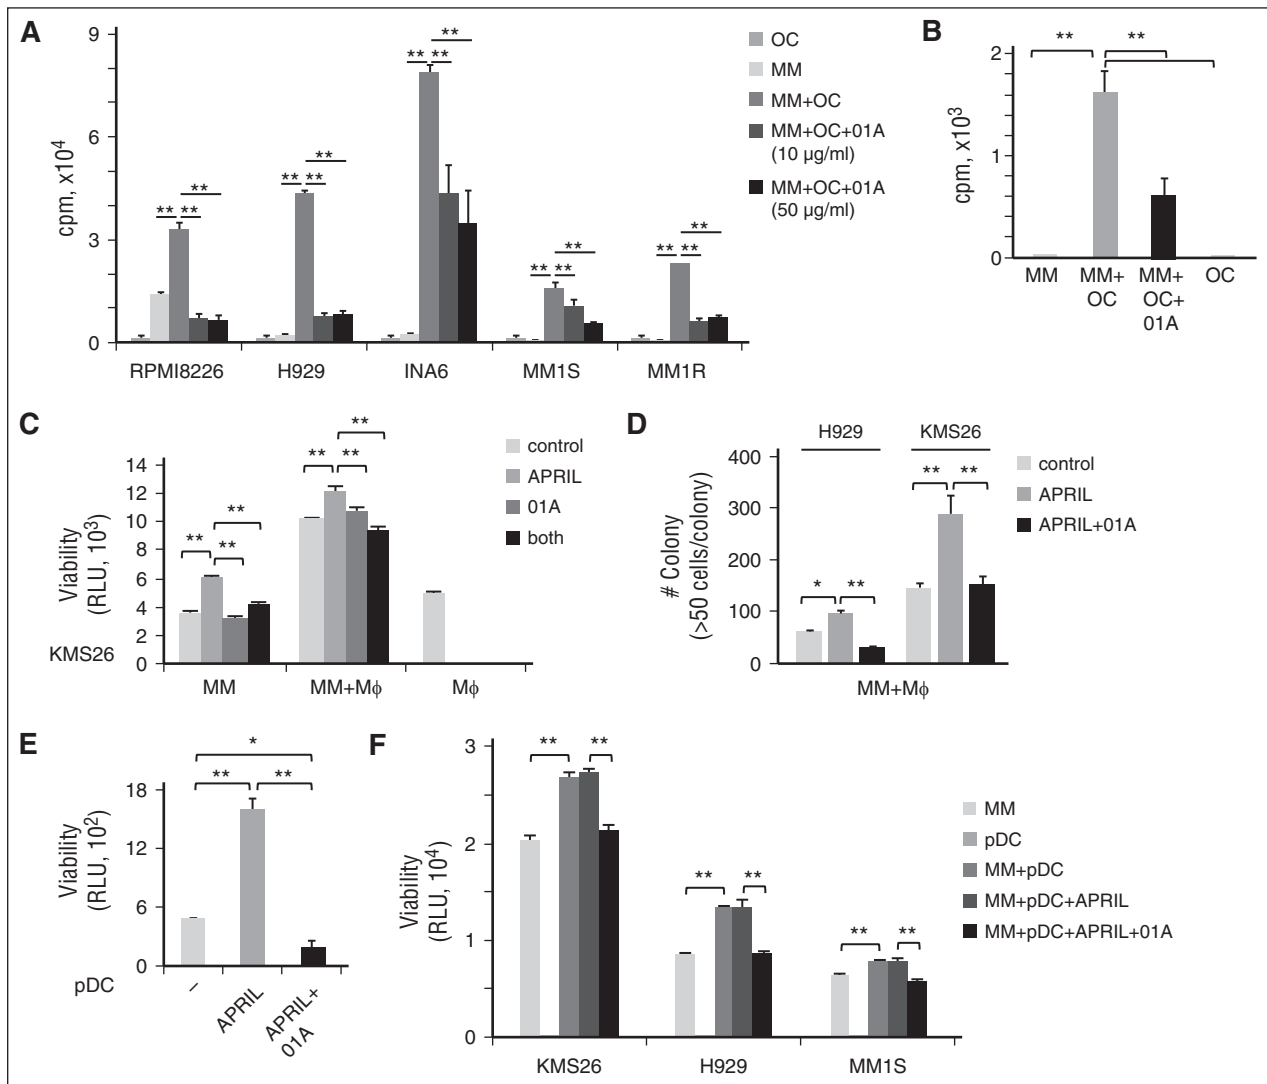 A
cpm, x10⁴
9
6
3
0
** ** **
** ** **
** ** **
** ** **
** ** **
RPMI8226 H929 INA6 MM1S MM1R
OC
MM
MM+OC
MM+OC+01A
(10 µg/ml)
MM+OC+01A
(50 µg/ml)
B
cpm, x10³
2
1
0
** **
MM MM+ MM+ OC
OC OC+
01A
C
Viability
(RLU, 10³)
14
12
10
8
6
4
2
0
** ** **
** ** **
KMS26
MM MM+Mϕ Mϕ
control
APRIL
01A
both
D
# Colony
(>50 cells/colony)
400
300
200
100
0
H929 KMS26
* **
** **
MM+Mϕ
control
APRIL
APRIL+01A
E
Viability
(RLU, 10²)
18
12
6
0
*
** **
pDC
–
APRIL
APRIL+
01A
F
Viability
(RLU, 10⁴)
3
2
1
0
** **
** **
** **
KMS26 H929 MM1S
MM
pDC
MM+pDC
MM+pDC+APRIL
MM+pDC+APRIL+01A